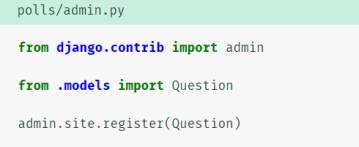 polls/admin.py
from django.contrib import admin
from .models import Question
admin.site.register(Question)